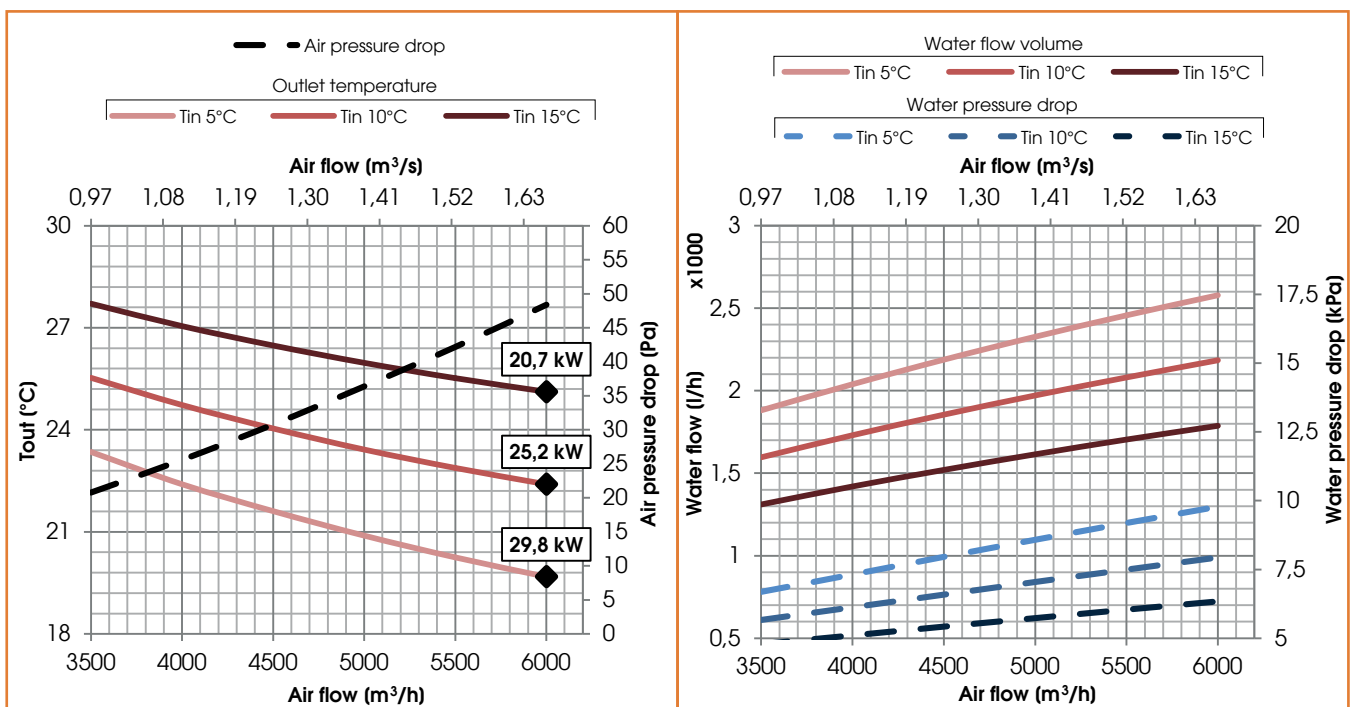 Air pressure drop
Outlet temperature
Tin 5°C Tin 10°C Tin 15°C
Air flow (m³/s)
0,97 1,08 1,19 1,30 1,41 1,52 1,63
30
27
24
21
18
Tout (°C)
60
55
50
45
40
35
30
25
20
15
10
5
0
Air pressure drop (Pa)
20,7 kW
25,2 kW
29,8 kW
3500 4000 4500 5000 5500 6000
Air flow (m³/h)
Water flow volume
Tin 5°C Tin 10°C Tin 15°C
Water pressure drop
Tin 5°C Tin 10°C Tin 15°C
Air flow (m³/s)
0,97 1,08 1,19 1,30 1,41 1,52 1,63
3
2,5
2
1,5
1
0,5
x1000
Water flow (l/h)
20
17,5
15
12,5
10
7,5
5
Water pressure drop (kPa)
3500 4000 4500 5000 5500 6000
Air flow (m³/h)